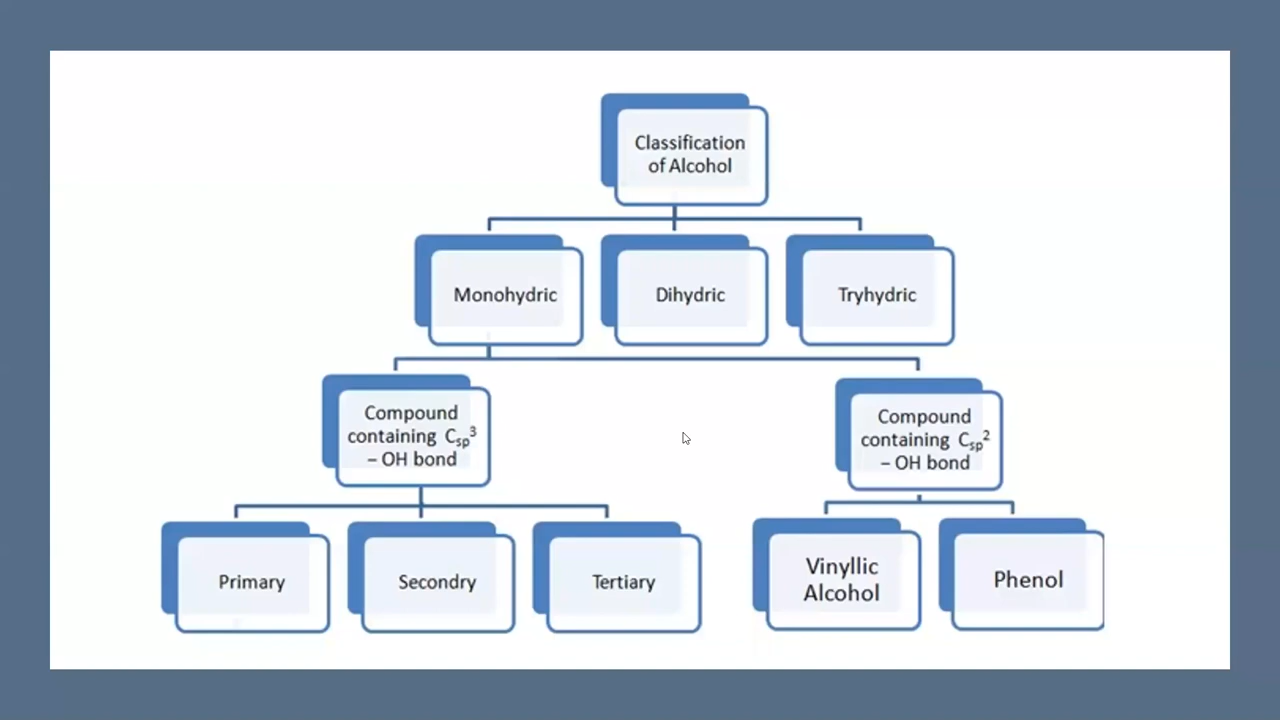 Classification
of Alcohol
Monohydric
Dihydric
Tryhydric
Compound
containing Csp3
– OH bond
Compound
containing Csp2
– OH bond
Primary
Secondry
Tertiary
Vinyllic
Alcohol
Phenol